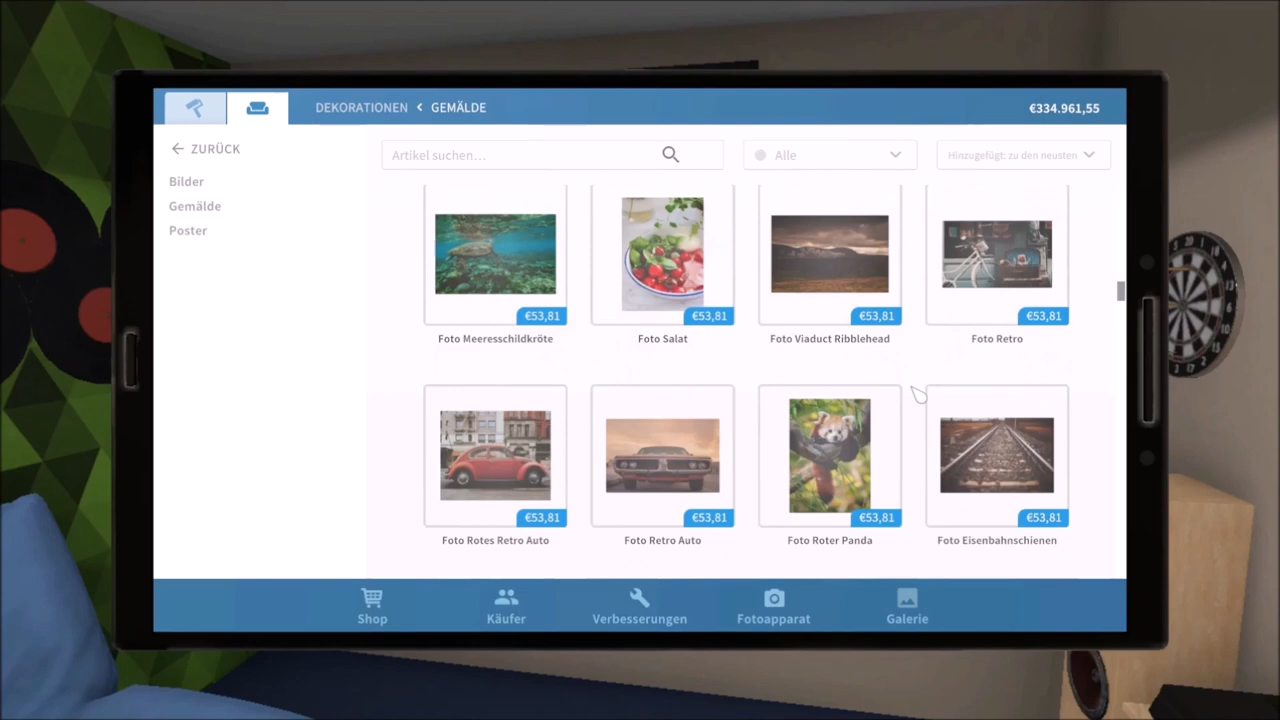 DEKORATIONEN < GEMÄLDE
€334.961,55
ZURÜCK
Artikel suchen...
Alle
Hinzugefügt: zu den neusten
Bilder
Gemälde
Poster
€53,81
€53,81
€53,81
€53,81
Foto Meeresschildkröte
Foto Salat
Foto Viaduct Ribblehead
Foto Retro
€53,81
€53,81
€53,81
€53,81
Foto Rotes Retro Auto
Foto Retro Auto
Foto Roter Panda
Foto Eisenbahnschienen
Shop
Käufer
Verbesserungen
Fotoapparat
Galerie